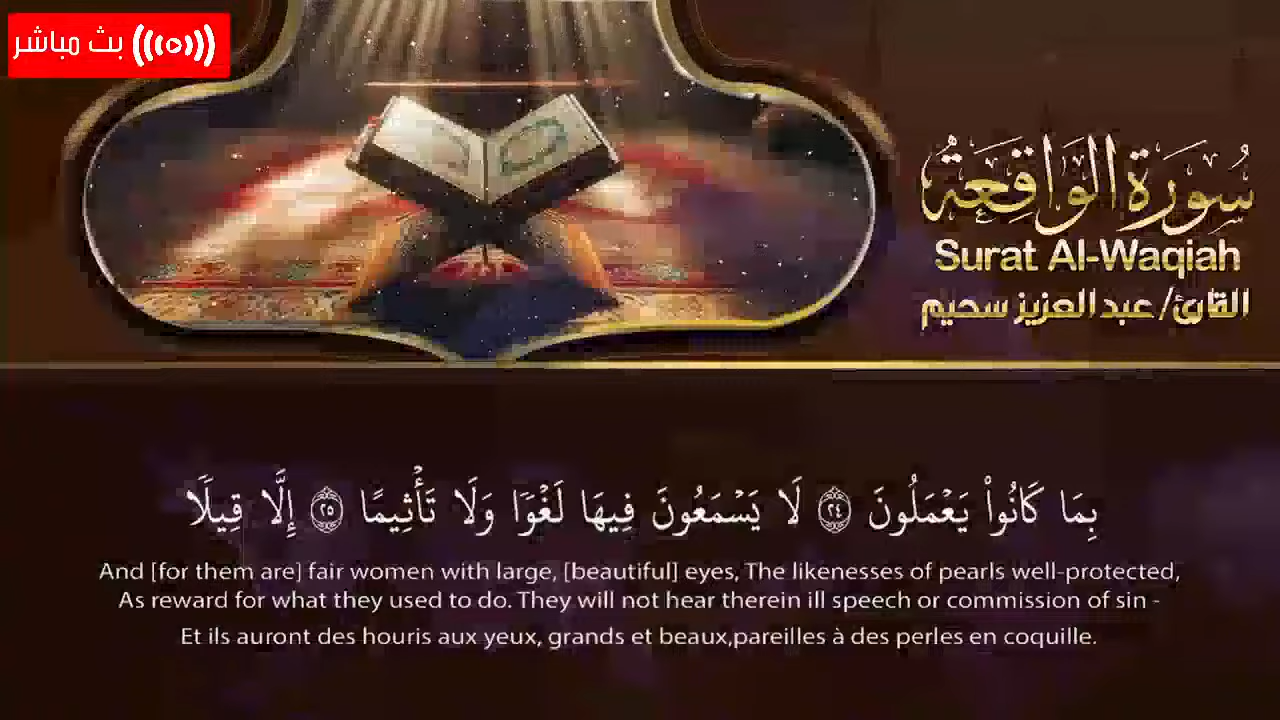 بث مباشر
سُورَةُ الوَاقِعَةُ
Surat Al-Waqiah
القارئ/ عبد العزيز سحيم
بِمَا كَانُوا۟ يَعْمَلُونَ ٢٤ لَا يَسْمَعُونَ فِيهَا لَغْوًا وَلَا تَأْثِيمًا ٢٥ إِلَّا قِيلًا
And [for them are] fair women with large, [beautiful] eyes, The likenesses of pearls well-protected,
As reward for what they used to do. They will not hear therein ill speech or commission of sin -
Et ils auront des houris aux yeux, grands et beaux,pareilles à des perles en coquille.